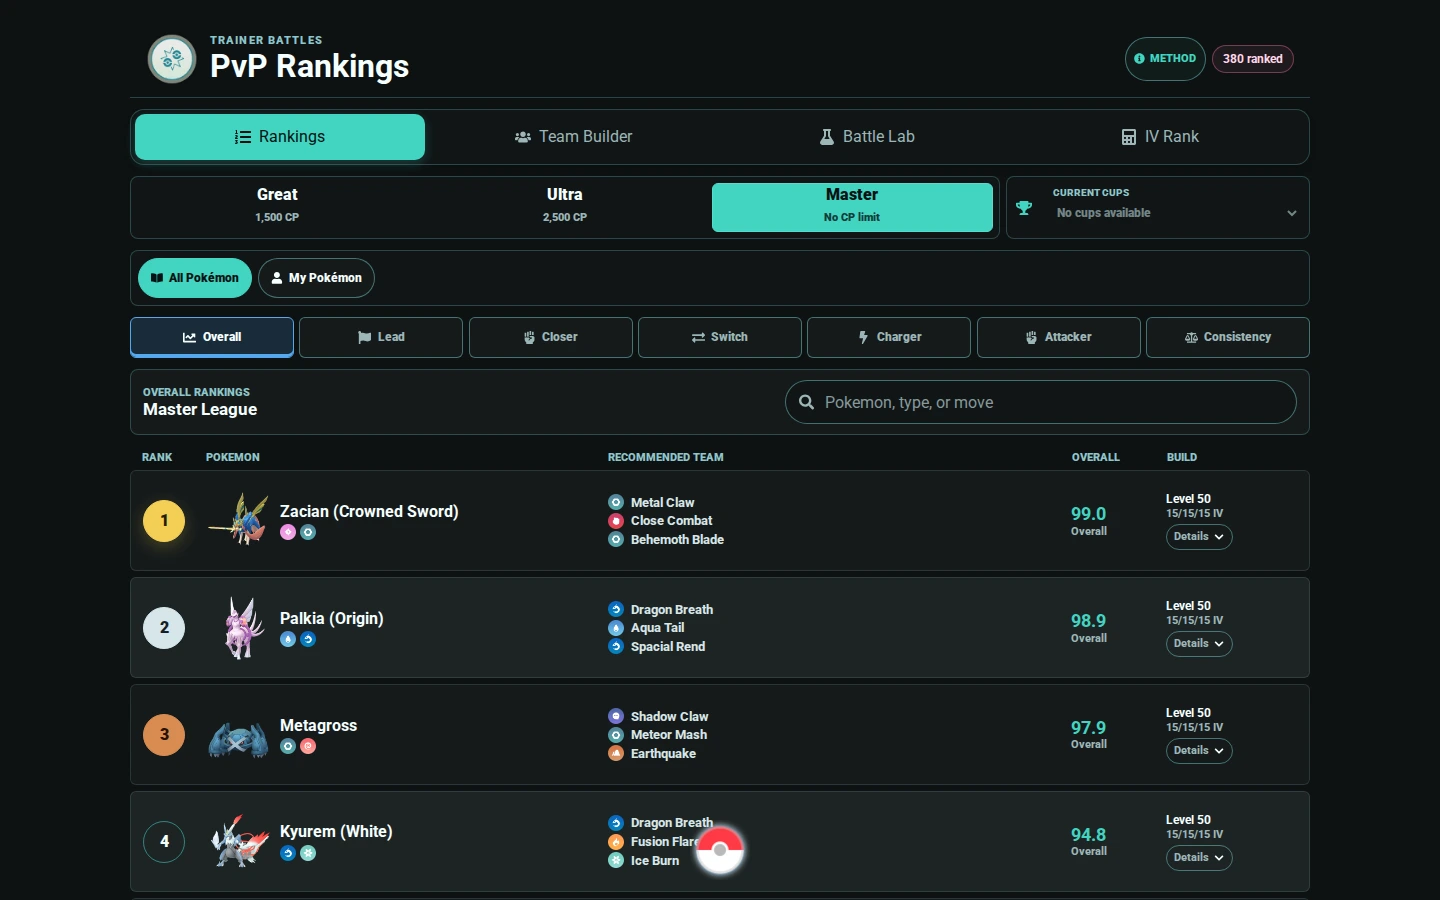 TRAINER BATTLES
PvP Rankings
METHOD
380 ranked
Rankings
Team Builder
Battle Lab
IV Rank
Great
1,500 CP
Ultra
2,500 CP
Master
No CP limit
CURRENT CUPS
No cups available
All Pokémon
My Pokémon
Overall
Lead
Closer
Switch
Charger
Attacker
Consistency
OVERALL RANKINGS
Master League
Pokemon, type, or move
RANK
POKEMON
RECOMMENDED TEAM
OVERALL
BUILD
1
Zacian (Crowned Sword)
Metal Claw
Close Combat
Behemoth Blade
99.0
Overall
Level 50
15/15/15 IV
Details
2
Palkia (Origin)
Dragon Breath
Aqua Tail
Spacial Rend
98.9
Overall
Level 50
15/15/15 IV
Details
3
Metagross
Shadow Claw
Meteor Mash
Earthquake
97.9
Overall
Level 50
15/15/15 IV
Details
4
Kyurem (White)
Dragon Breath
Fusion Flare
Ice Burn
94.8
Overall
Level 50
15/15/15 IV
Details